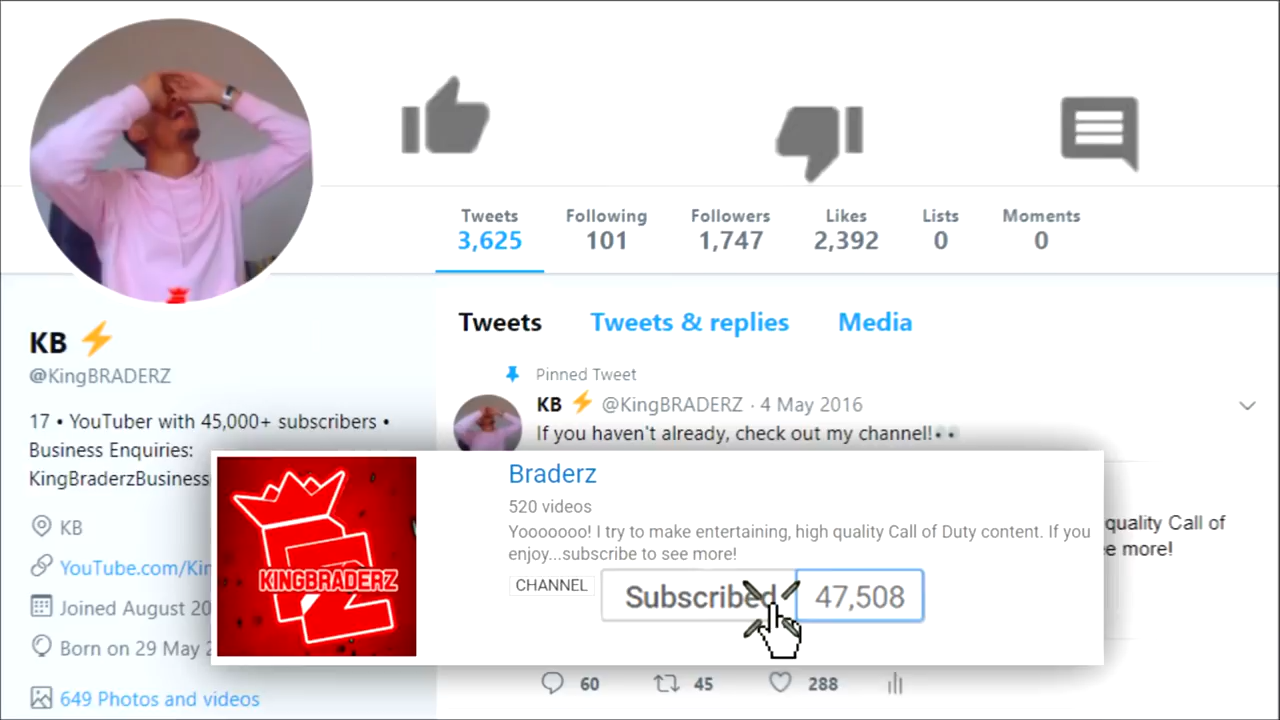 Tweets Following Followers Likes Lists Moments
3,625 101 1,747 2,392 0 0
Tweets Tweets & replies Media
Pinned Tweet
KB ⚡ @KingBRADERZ · 4 May 2016
If you haven't already, check out my channel!👀
KB ⚡
@KingBRADERZ
17 • YouTuber with 45,000+ subscribers •
Business Enquiries:
KingBraderzBusiness
KB
YouTube.com/Kin
Joined August 20
Born on 29 May 2
649 Photos and videos
KINGBRADERZ
Braderz
520 videos
Yooooooo! I try to make entertaining, high quality Call of Duty content. If you
enjoy...subscribe to see more!
CHANNEL Subscribed 47,508
quality Call of
e more!
60 45 288